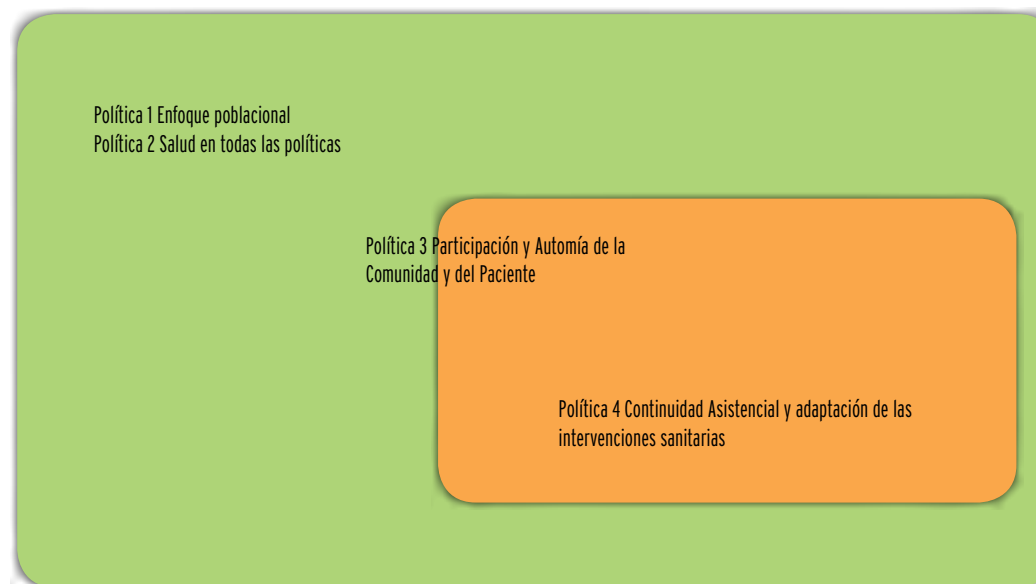 Política 1 Enfoque poblacional
Política 2 Salud en todas las políticas
Política 3 Participación y Automía de la
Comunidad y del Paciente
Política 4 Continuidad Asistencial y adaptación de las
intervenciones sanitarias